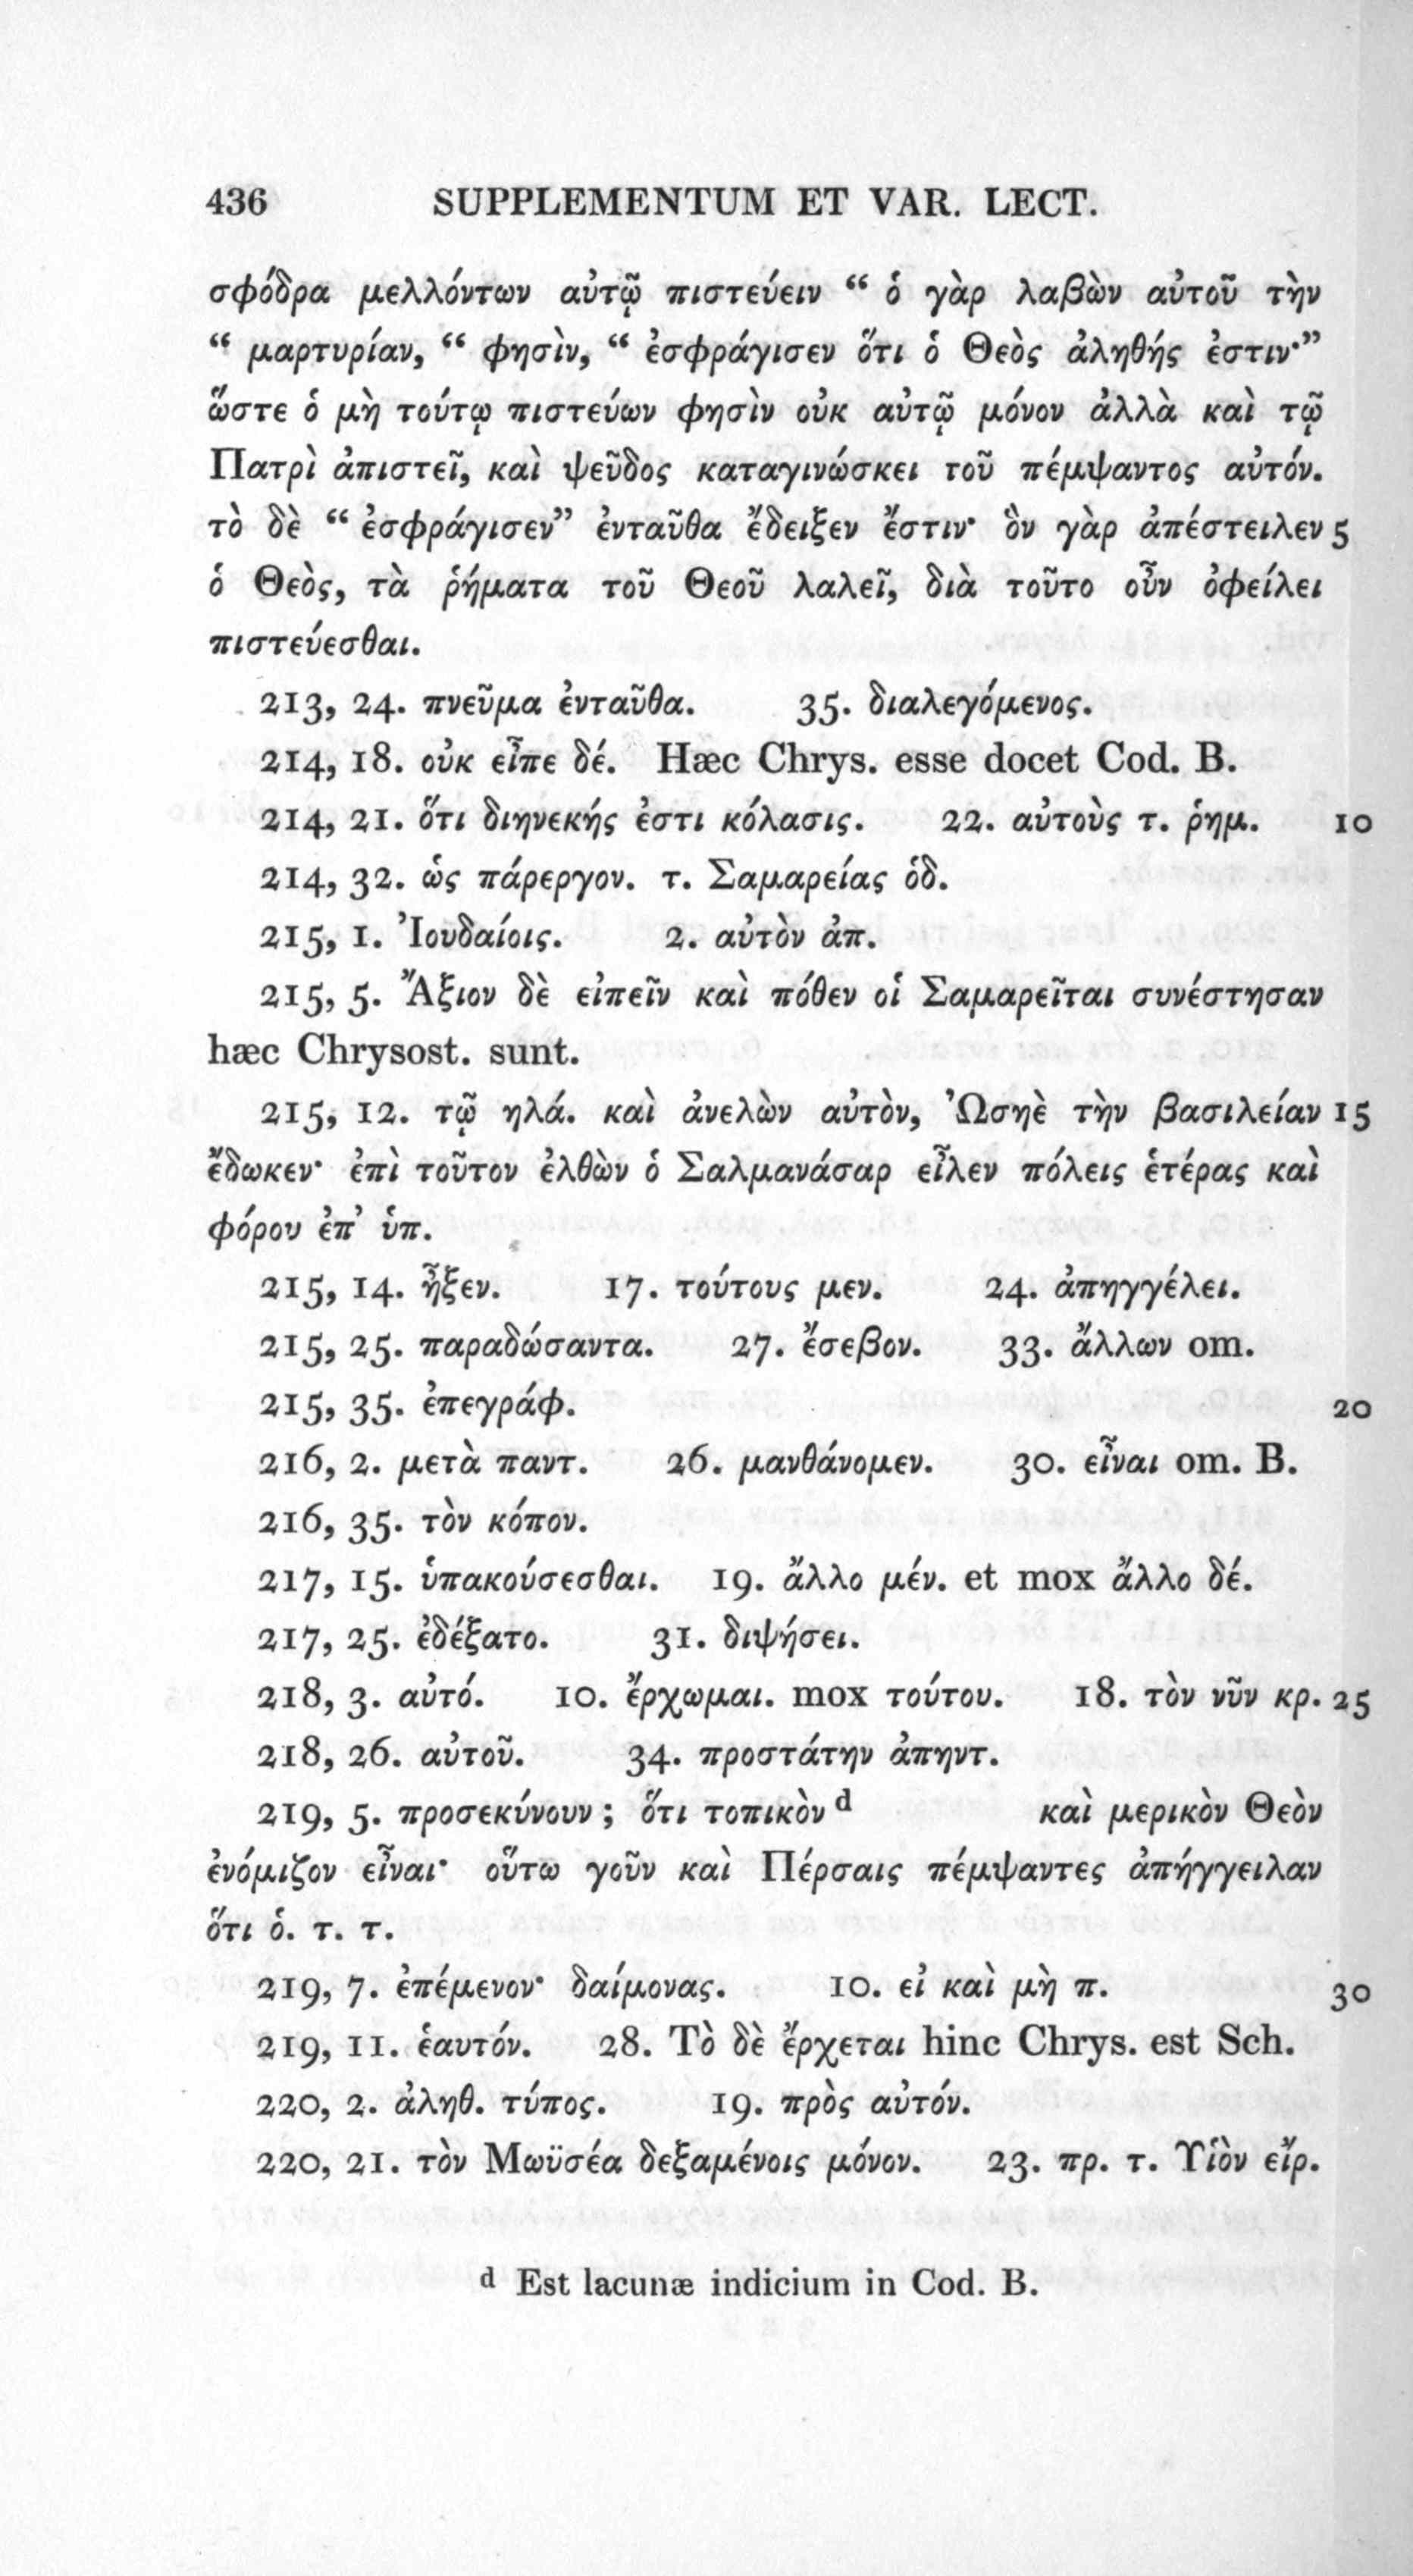 436 SUPPLEMENTUM ET VAR. LECT.
σφόδρα μελλόντων αὐτῷ πιστεύειν “ ὁ γὰρ λαβὼν αὐτοῦ τὴν
“ μαρτυρίαν, “ φησὶν, “ ἐσφράγισεν ὅτι ὁ Θεὸς ἀληθής ἐστιν·”
ὥστε ὁ μὴ τούτῳ πιστεύων φησὶν οὐκ αὐτῷ μόνον ἀλλὰ καὶ τῷ
Πατρὶ ἀπιστεῖ, καὶ ψεῦδος καταγινώσκει τοῦ πέμψαντος αὐτόν.
τὸ δὲ “ ἐσφράγισεν” ἐνταῦθα ἔδειξεν ἔστιν· ὃν γὰρ ἀπέστειλεν 5
ὁ Θεὸς, τὰ ῥήματα τοῦ Θεοῦ λαλεῖ, διὰ τοῦτο οὖν ὀφείλει
πιστεύεσθαι.
213, 24. πνεῦμα ἐνταῦθα. 35. διαλεγόμενος.
214, 18. οὐκ εἶπε δέ. Hæc Chrys. esse docet Cod. B.
214, 21. ὅτι διηνεκής ἐστι κόλασις. 22. αὐτοὺς τ. ῥημ. 10
214, 32. ὡς πάρεργον. τ. Σαμαρείας ὁδ.
215, 1. Ἰουδαίοις. 2. αὐτὸν ἀπ.
215, 5. Ἄξιον δὲ εἰπεῖν καὶ πόθεν οἱ Σαμαρεῖται συνέστησαν
hæc Chrysost. sunt.
215, 12. τῷ ηλά. καὶ ἀνελὼν αὐτὸν, Ὠσηὲ τὴν βασιλείαν 15
ἔδωκεν· ἐπὶ τοῦτον ἐλθὼν ὁ Σαλμανάσαρ εἷλεν πόλεις ἑτέρας καὶ
φόρου ἐπ’ ὑπ.
215, 14. ἧξεν. 17. τούτους μεν. 24. ἀπηγγέλει.
215, 25. παραδώσαντα. 27. ἔσεβον. 33. ἄλλων om.
215, 35. ἐπεγράφ. 20
216, 2. μετὰ παντ. 26. μανθάνομεν. 30. εἶναι om. B.
216, 35. τὸν κόπον.
217, 15. ὑπακούσεσθαι. 19. ἄλλο μέν. et mox ἄλλο δέ.
217, 25. ἐδέξατο. 31. διψήσει.
218, 3. αὐτό. 10. ἔρχωμαι. mox τούτου. 18. τὸν νῦν κρ. 25
218, 26. αὐτοῦ. 34. προστάτην ἀπηντ.
219, 5. προσεκύνουν ; ὅτι τοπικὸν d καὶ μερικὸν Θεὸν
ἐνόμιζον εἶναι· οὕτω γοῦν καὶ Πέρσαις πέμψαντες ἀπήγγειλαν
ὅτι ὁ. τ. τ.
219, 7. ἐπέμενον· δαίμονας. 10. εἰ καὶ μὴ π. 30
219, 11. ἑαυτόν. 28. Τὸ δὲ ἔρχεται hinc Chrys. est Sch.
220, 2. ἀληθ. τύπος. 19. πρὸς αὐτόν.
220, 21. τὸν Μωϋσέα δεξαμένοις μόνον. 23. πρ. τ. Υἱὸν εἴρ.
d Est lacunæ indicium in Cod. B.